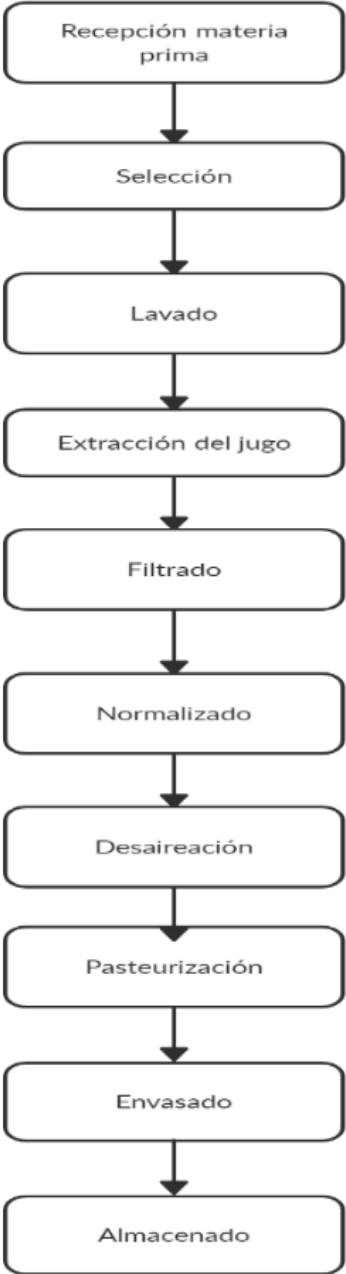 Recepción materia
prima
Selección
Lavado
Extracción del jugo
Filtrado
Normalizado
Desaireación
Pasteurización
Envasado
Almacenado